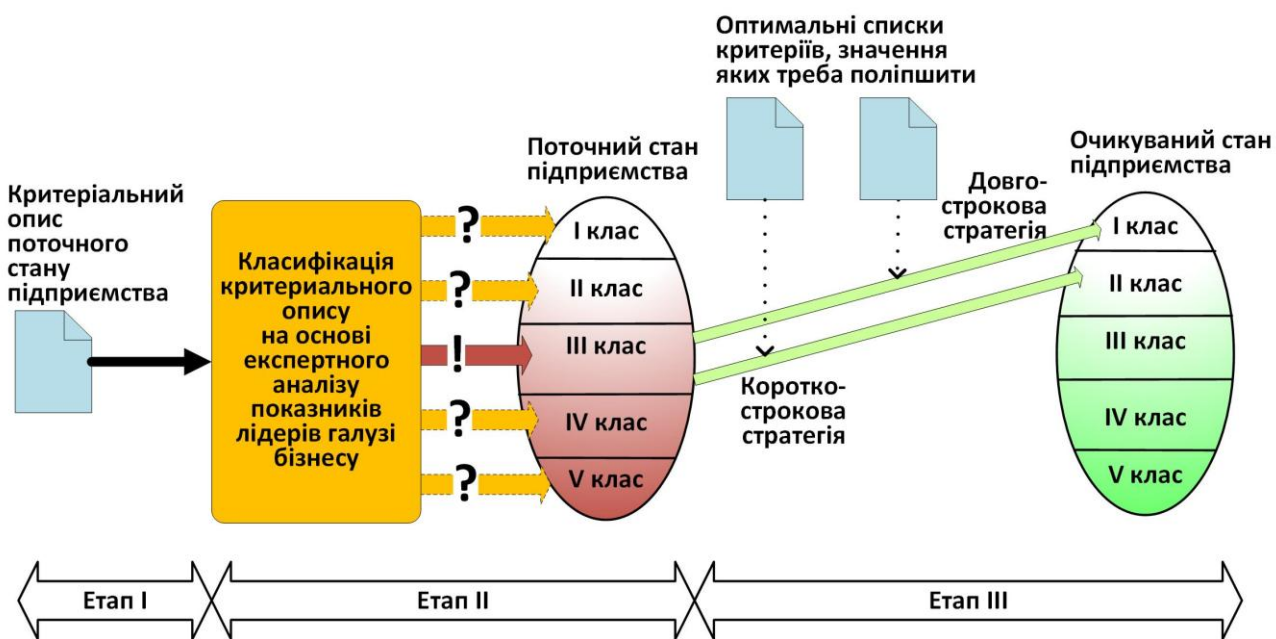 Оптимальні списки
критеріїв, значення
яких треба поліпшити
Критеріальний
опис
поточного
стану
підприємства
Класифікація
критериального
опису
на основі
експертного
аналізу
показників
лідерів галузі
бізнесу
?
?
!
?
?
Поточний стан
підприємства
I клас
II клас
III клас
IV клас
V клас
Довго-
строкова
стратегія
Коротко-
строкова
стратегія
Очикуваний стан
підприємства
I клас
II клас
III клас
IV клас
V клас
Етап I
Етап II
Етап III